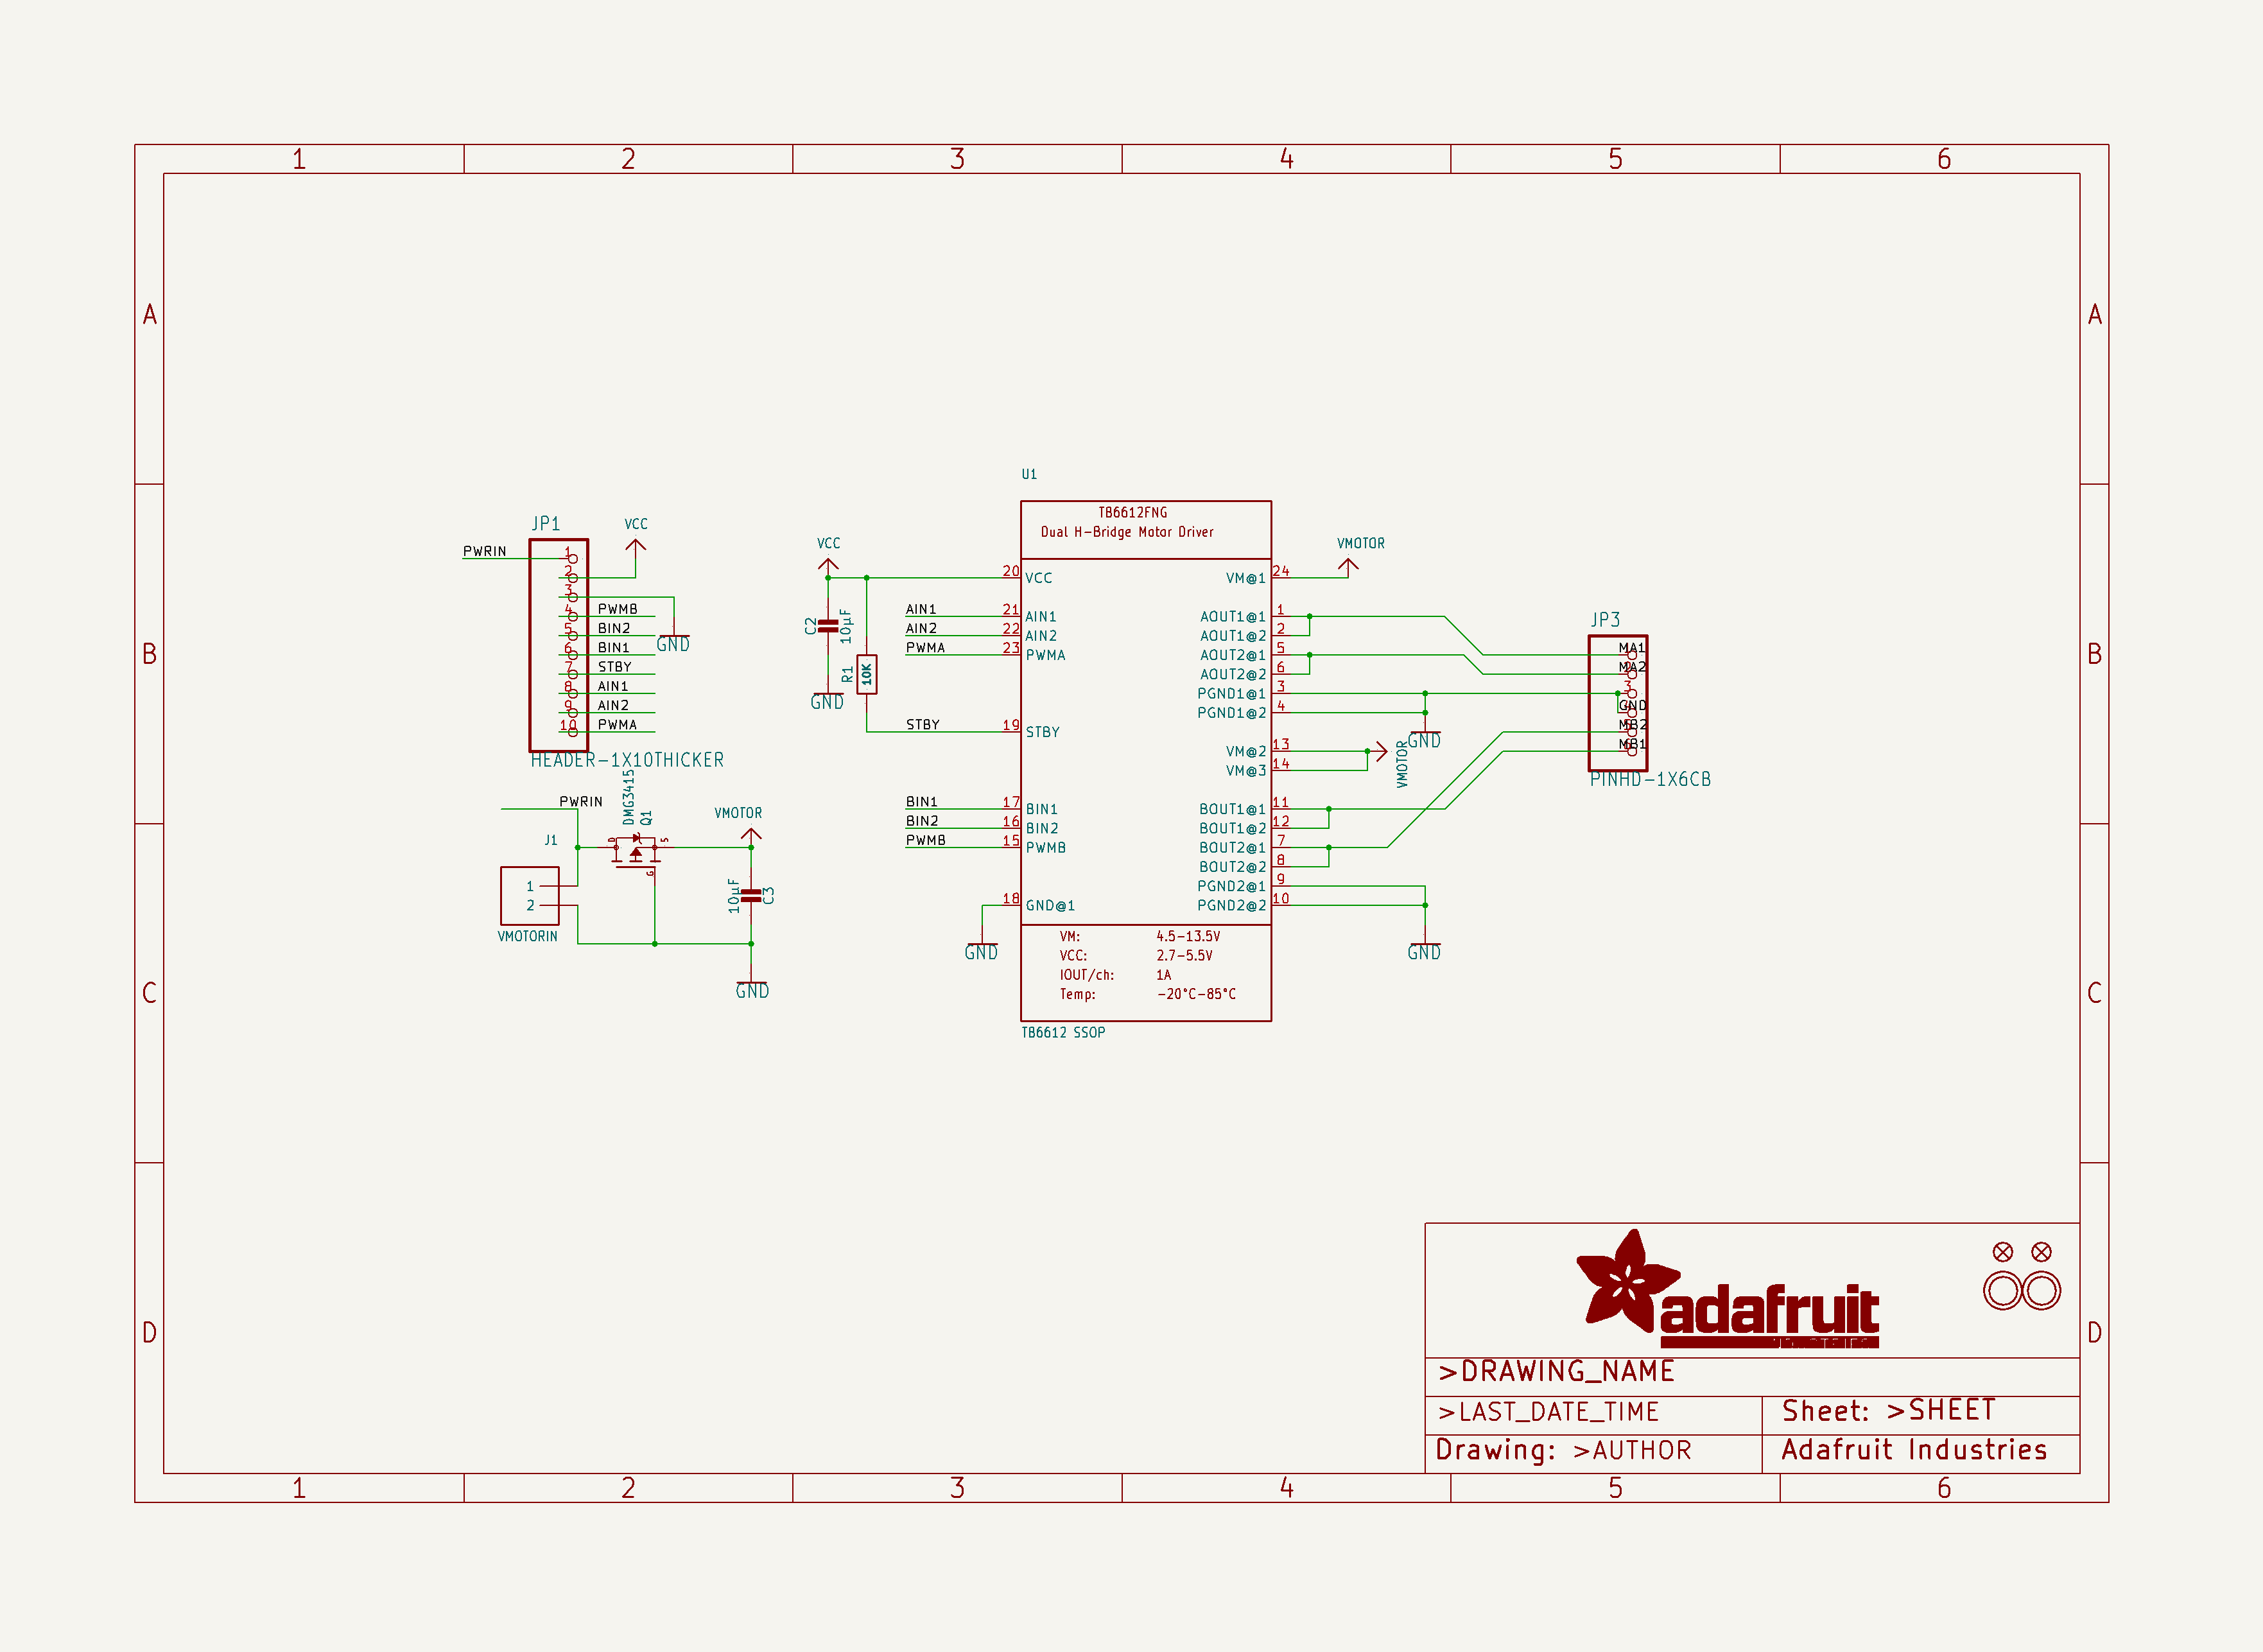 1 2 3 4 5 6
A A
B B
C C
D D
JP1
VCC
PWRIN
1
2
3
4 PWMB
5 BIN2
GND
6 BIN1
7 STBY
8 AIN1
9 AIN2
10 PWMA
HEADER-1X10THICKER
PWRIN
DMG3415
Q1
VMOTOR
J1
D
S
G
1
2
VMOTORIN
10µF
C3
GND
VCC
C2
10µF
GND
R1
10K
U1
TB6612FNG
Dual H-Bridge Motor Driver
20 VCC
AIN1 21 AIN1
AIN2 22 AIN2
PWMA 23 PWMA
STBY 19 STBY
BIN1 17 BIN1
BIN2 16 BIN2
PWMB 15 PWMB
18 GND@1
GND
VM@1 24
AOUT1@1 1
AOUT1@2 2
AOUT2@1 5
AOUT2@2 6
PGND1@1 3
PGND1@2 4
VM@2 13
VM@3 14
BOUT1@1 11
BOUT1@2 12
BOUT2@1 7
BOUT2@2 8
PGND2@1 9
PGND2@2 10
VM: 4.5-13.5V
VCC: 2.7-5.5V
IOUT/ch: 1A
Temp: -20°C-85°C
TB6612 SSOP
VMOTOR
GND
VMOTOR
GND
JP3
MA1
MA2
3
GND
MB2
MB1
PINHD-1X6CB
adafruit
>DRAWING_NAME
>LAST_DATE_TIME
Sheet: >SHEET
Drawing: >AUTHOR
Adafruit Industries
1 2 3 4 5 6